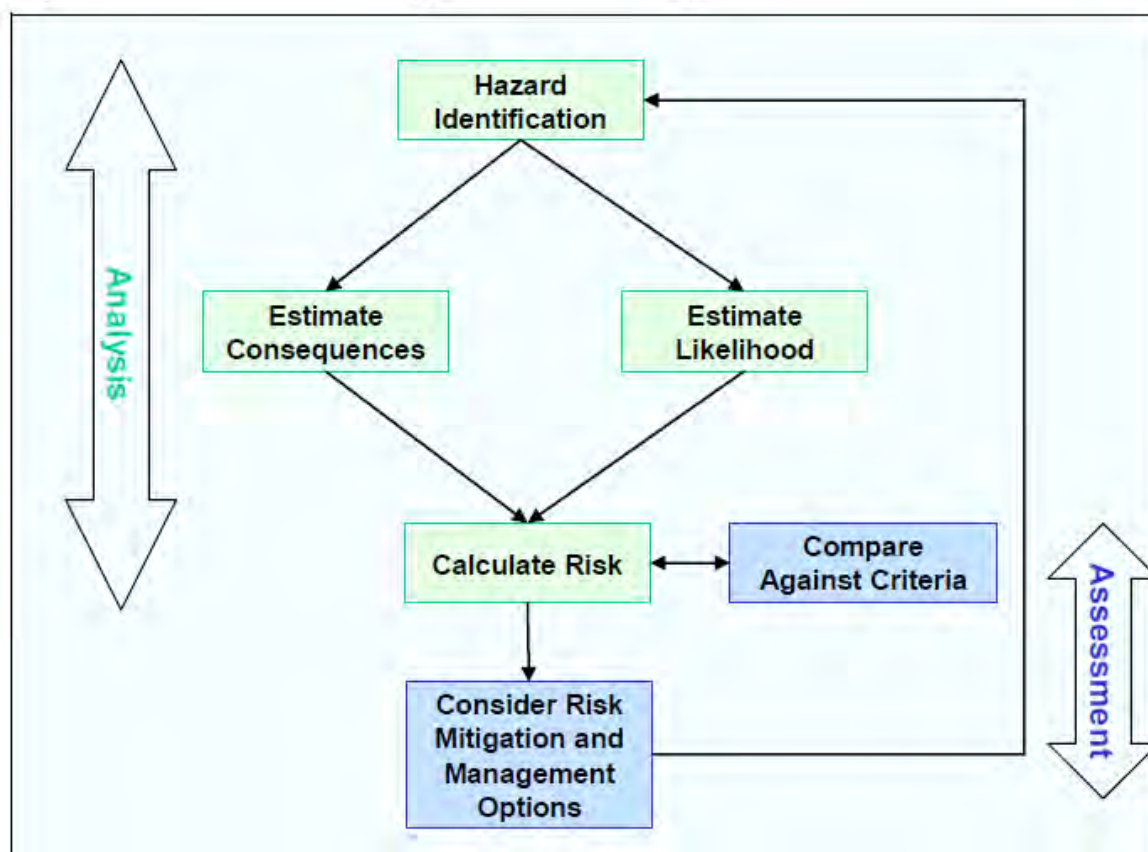 Hazard
Identification
Analysis
Estimate
Consequences
Estimate
Likelihood
Calculate Risk
Compare
Against Criteria
Assessment
Consider Risk
Mitigation and
Management
Options